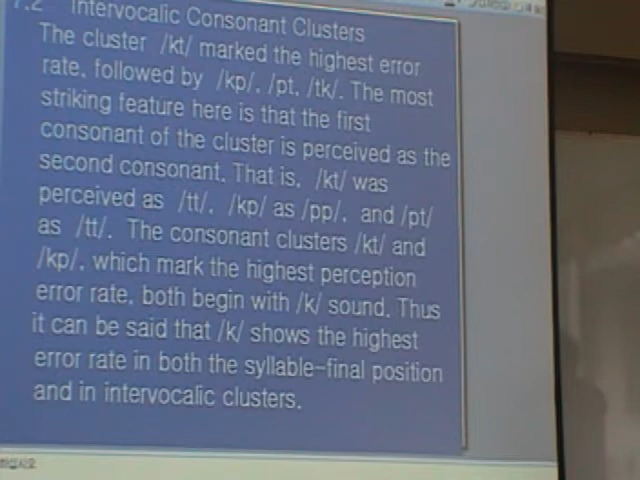 7.2 Intervocalic Consonant Clusters
The cluster /kt/ marked the highest error
rate, followed by /kp/, /pt, /tk/. The most
striking feature here is that the first
consonant of the cluster is perceived as the
second consonant. That is, /kt/ was
perceived as /tt/, /kp/ as /pp/, and /pt/
as /tt/. The consonant clusters /kt/ and
/kp/, which mark the highest perception
error rate, both begin with /k/ sound. Thus
it can be said that /k/ shows the highest
error rate in both the syllable-final position
and in intervocalic clusters.